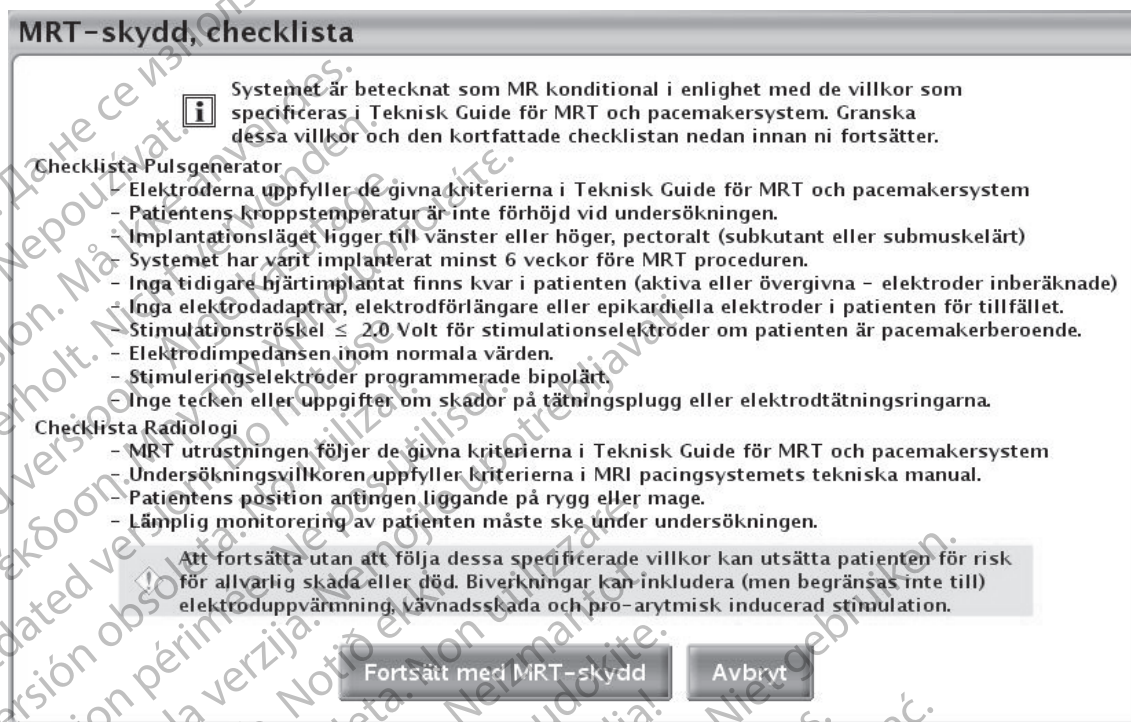 MRT-skydd, checklista
Systemet är betecknat som MR konditional i enlighet med de villkor som
specificeras i Teknisk Guide för MRT och pacemakersystem. Granska
dessa villkor och den kortfattade checklistan nedan innan ni fortsätter.
Checklista Pulsgenerator
- Elektroderna uppfyller de givna kriterierna i Teknisk Guide för MRT och pacemakersystem
- Patientens kroppstemperatur är inte förhöjd vid undersökningen.
- Implantationsläget ligger till vänster eller höger, pectoralt (subkutant eller submuskelärt)
- Systemet har varit implanterat minst 6 veckor före MRT proceduren.
- Inga tidigare hjärtimplantat finns kvar i patienten (aktiva eller övergivna - elektroder inberäknade)
- Inga elektrodadaptrar, elektrodförlängare eller epikardiella elektroder i patienten för tillfället.
- Stimulationströskel ≤ 2.0 Volt för stimulationselektroder om patienten är pacemakerberoende.
- Elektrodimpedansen inom normala värden.
- Stimuleringselektroder programmerade bipolärt.
- Inge tecken eller uppgifter om skador på tätningsplugg eller elektrodtätningsringarna.
Checklista Radiologi
- MRT utrustningen följer de givna kriterierna i Teknisk Guide för MRT och pacemakersystem
- Undersökningsvillkoren uppfyller kriterierna i MRI pacingsystemets tekniska manual.
- Patientens position antingen liggande på rygg eller mage.
- Lämplig monitorering av patienten måste ske under undersökningen.
Att fortsätta utan att följa dessa specificerade villkor kan utsätta patienten för risk
för allvarlig skada eller död. Biverkningar kan inkludera (men begränsas inte till)
elektroduppvärmning, vävnadsskada och pro-arytmisk inducerad stimulation.
Fortsätt med MRT-skydd
Avbryt